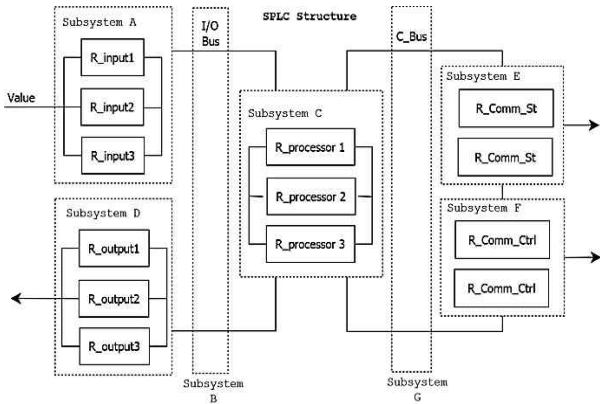 SPLC Structure
Subsystem A
R_input1
R_input2
R_input3
Value
I/O
Bus
C_Bus
Subsystem C
R_processor 1
R_processor 2
R_processor 3
Subsystem E
R_Comm_St
R_Comm_St
Subsystem D
R_output1
R_output2
R_output3
Subsystem F
R_Comm_Ctrl
R_Comm_Ctrl
Subsystem
B
Subsystem
G